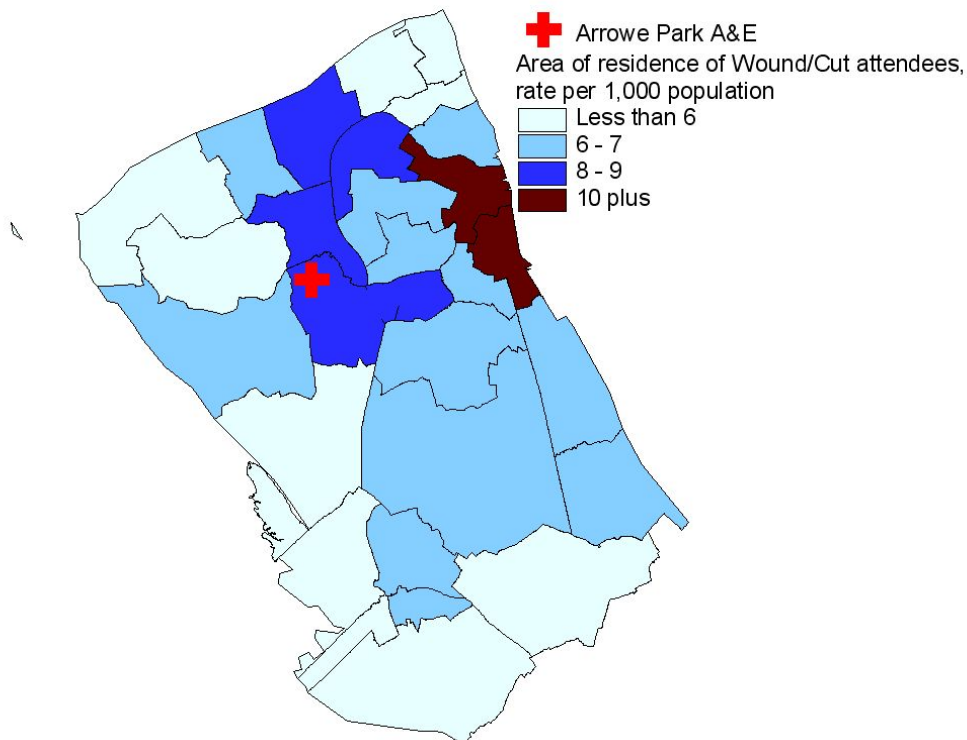 Arrowe Park A&E
Area of residence of Wound/Cut attendees,
rate per 1,000 population
Less than 6
6 - 7
8 - 9
10 plus